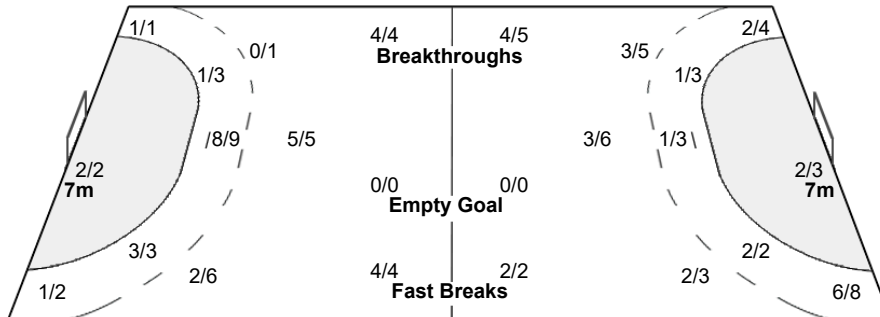 1/1 4/4 4/5 2/4
0/1 3/5
Breakthroughs
1/3 1/3
8/9 5/5 3/6 1/3
2/2 2/3
7m 0/0 0/0 7m
Empty Goal
3/3 2/2
2/6 4/4 2/2 2/3
1/2 Fast Breaks 6/8